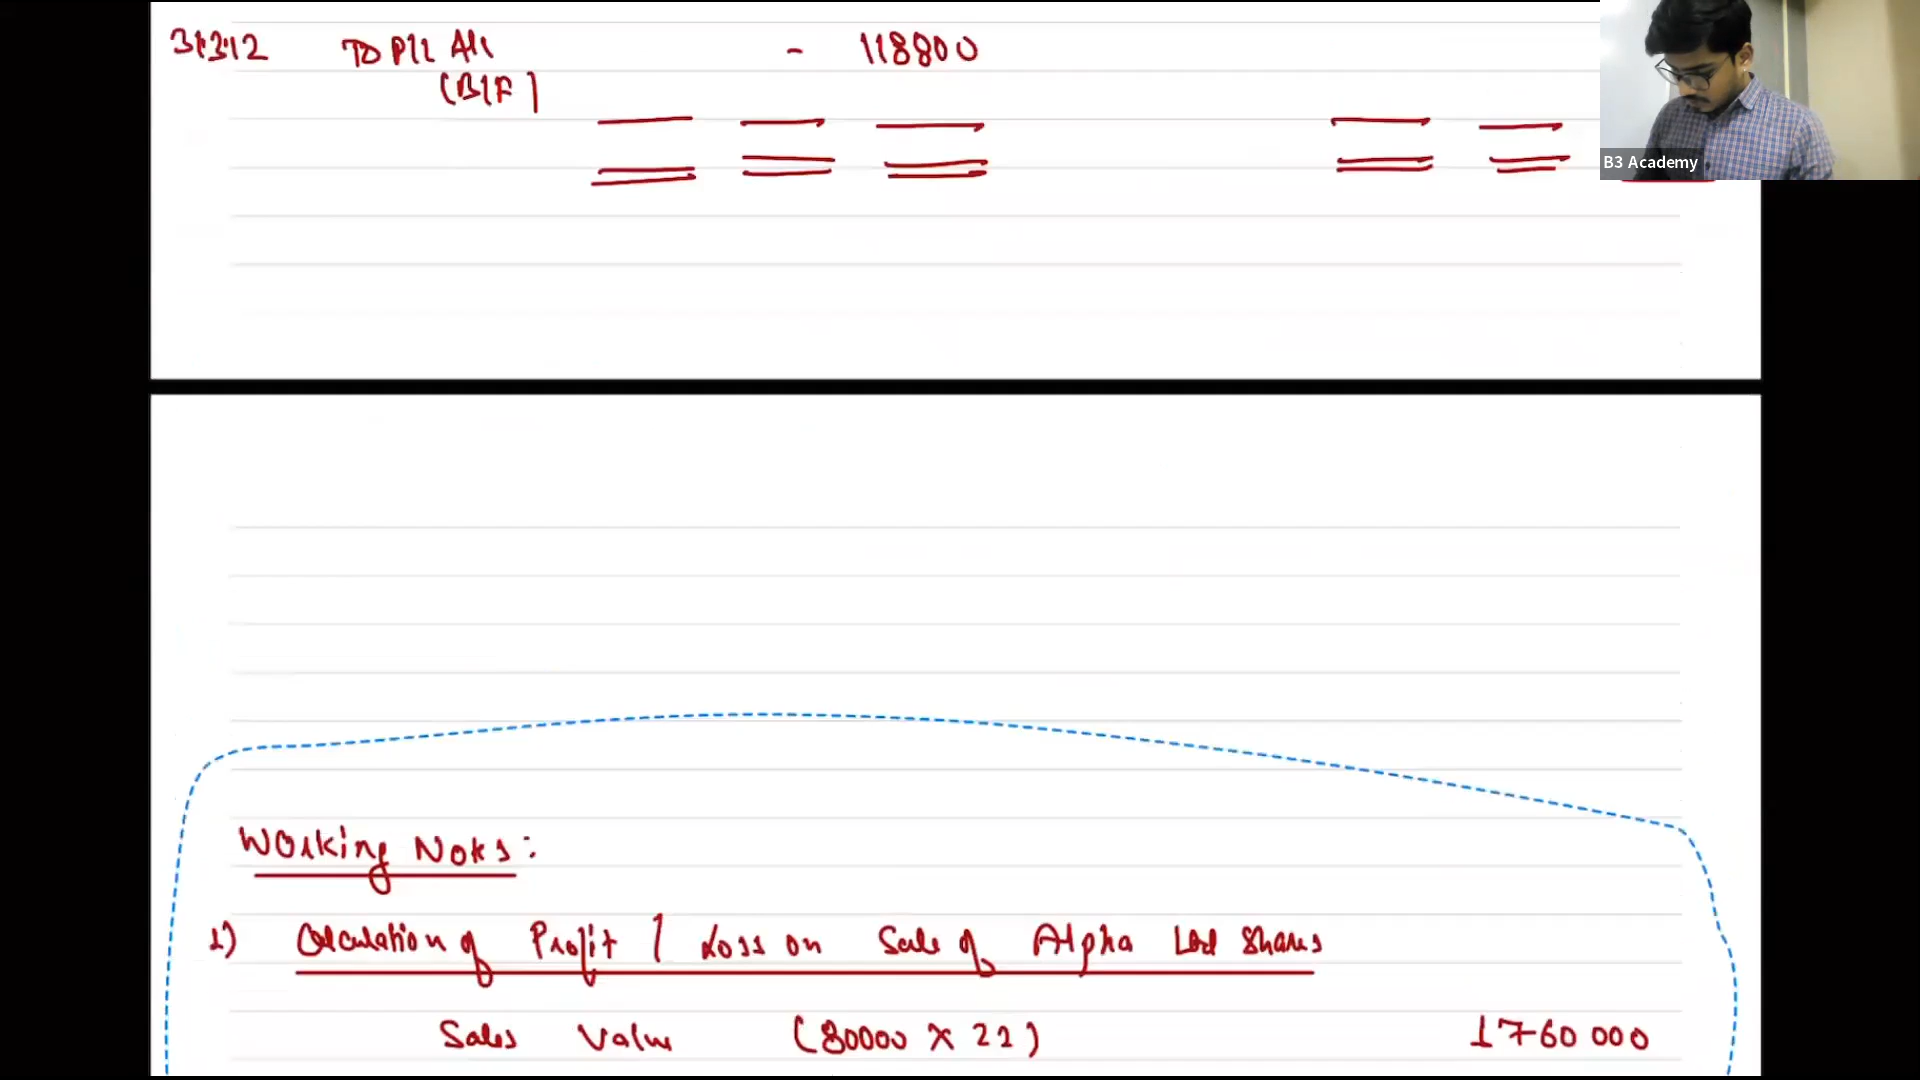 31.3.12 To P/L A/c - 118800
(B/F)
B3 Academy
Working Notes:
1) Calculation of Profit / Loss on Sale of Alpha Ltd Shares
Sales Value (80000 x 22) 1760000